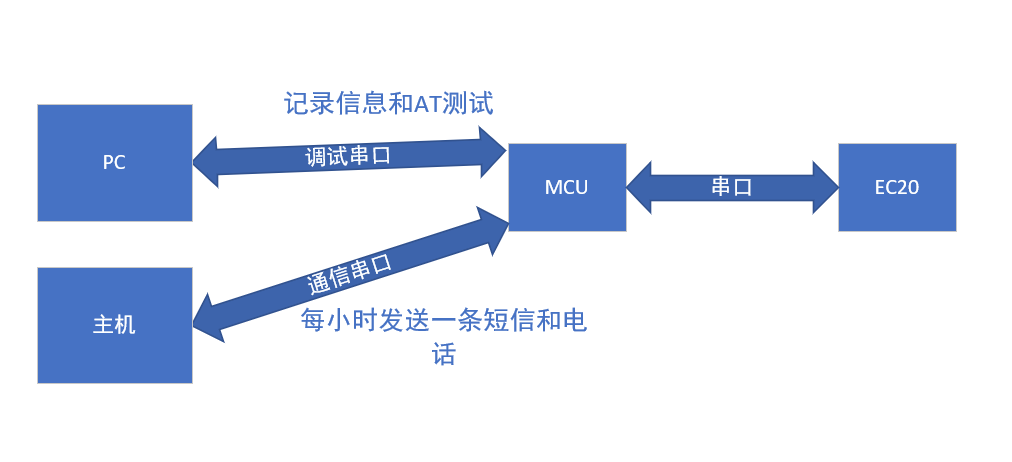 记录信息和AT测试
PC
调试串口
MCU
串口
EC20
通信串口
主机
每小时发送一条短信和电
话